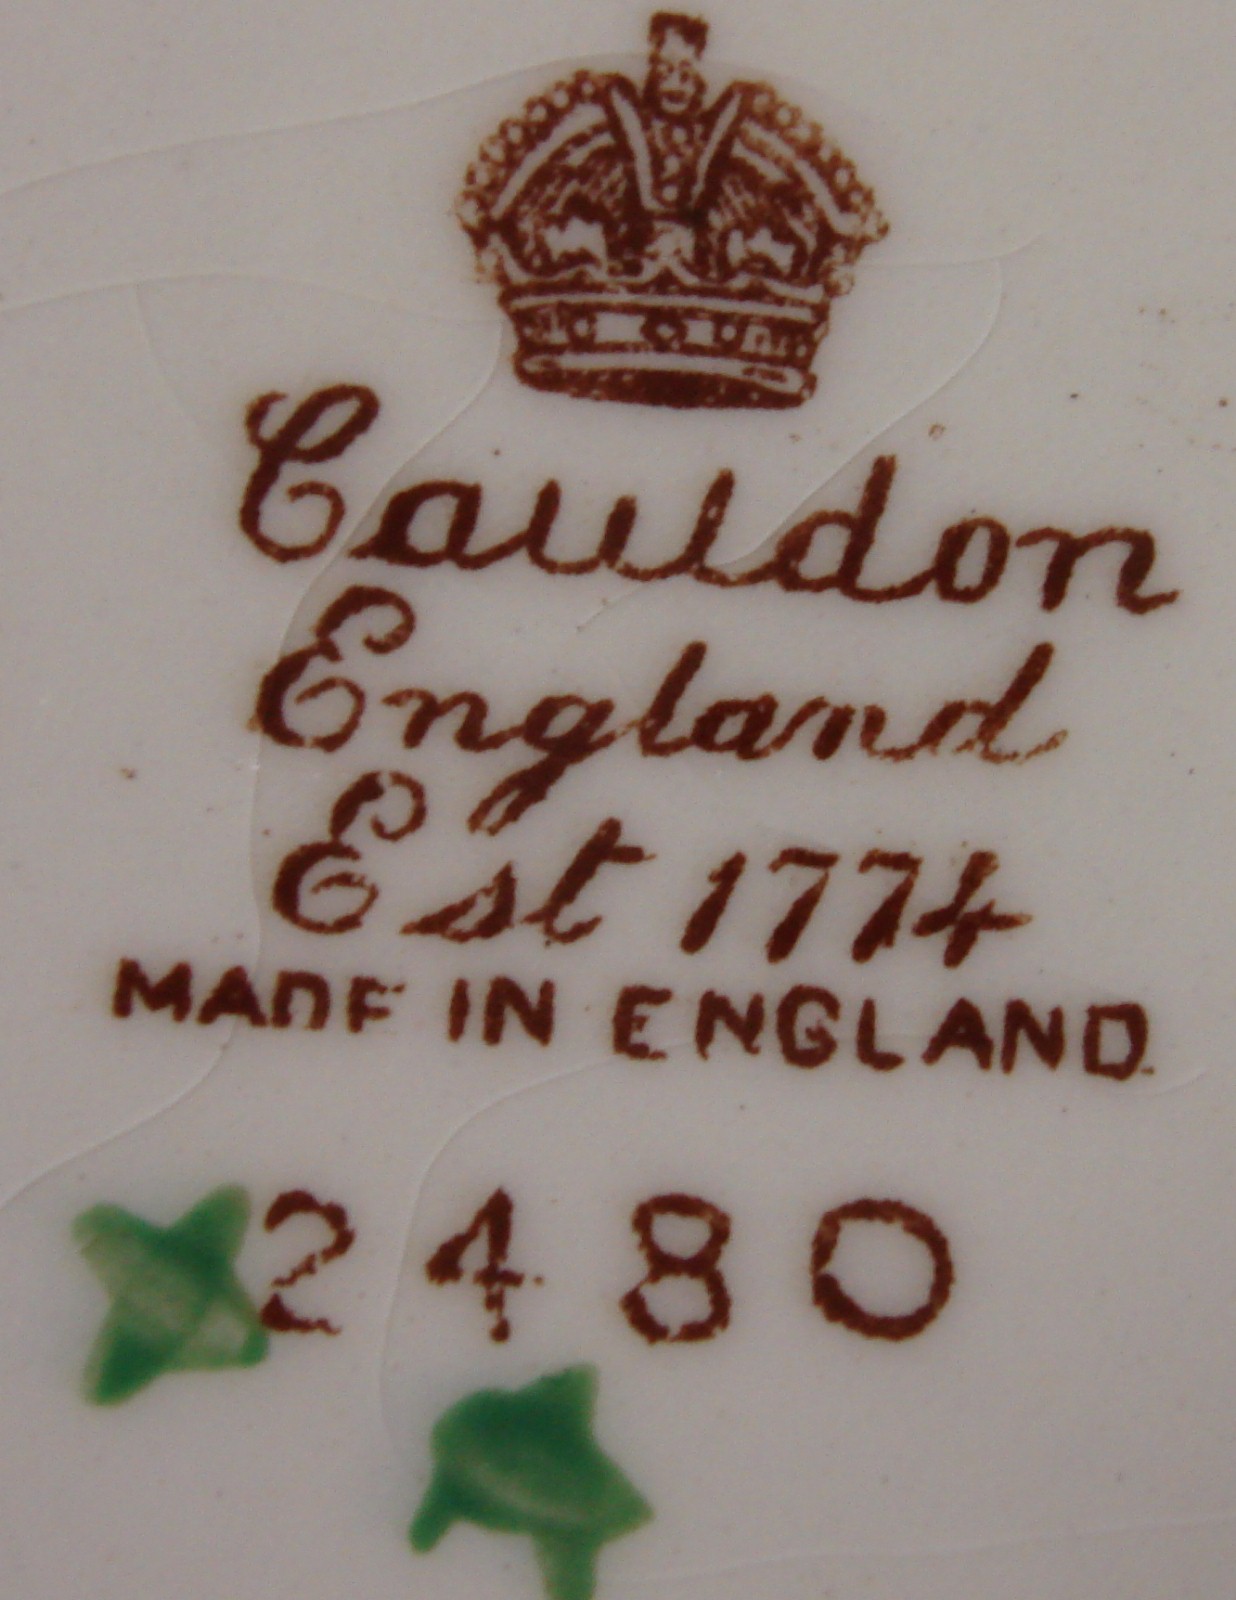 Cauldon
England
Est 1774
MADE IN ENGLAND
2480